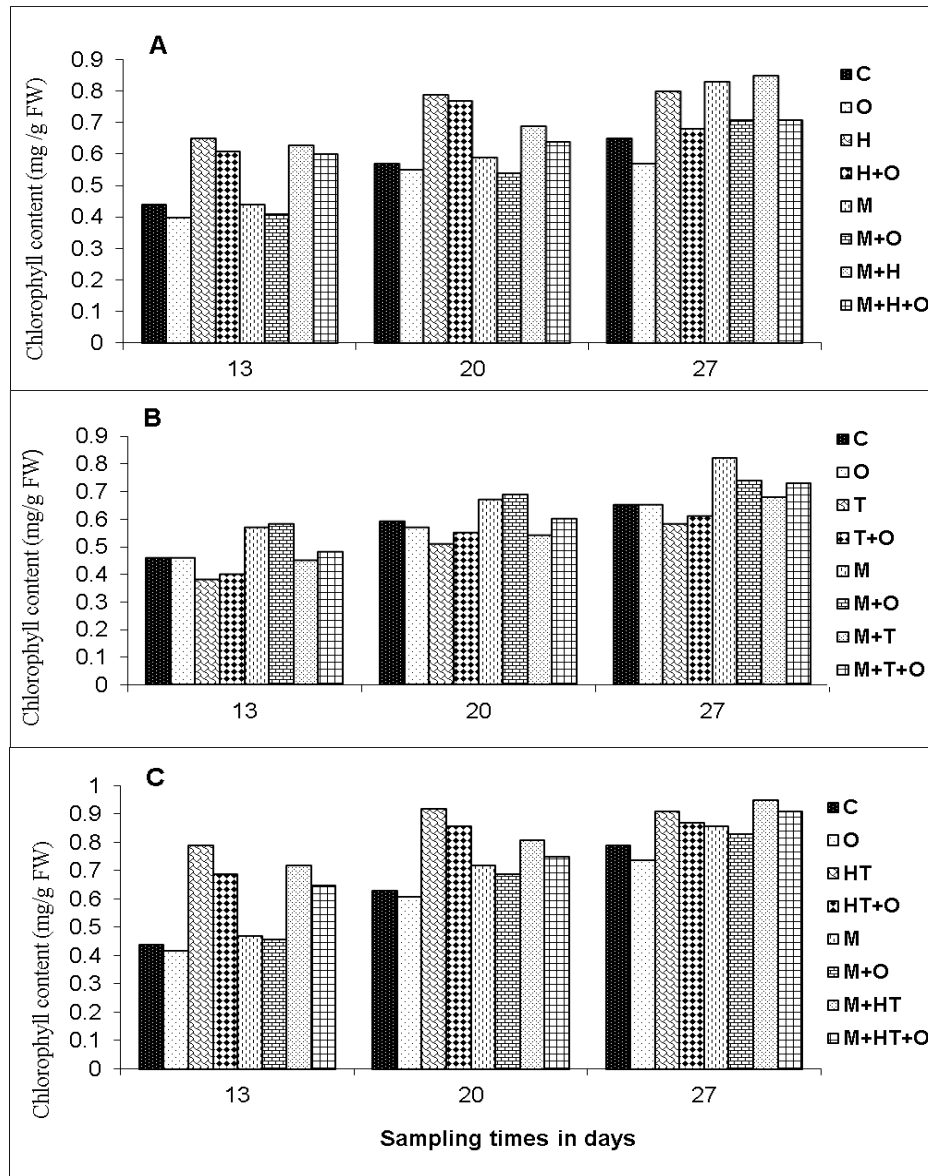 A
Chlorophyll content (mg /g FW)
0.9
0.8
0.7
0.6
0.5
0.4
0.3
0.2
0.1
0
13 20 27
C
O
H
H+O
M
M+O
M+H
M+H+O
B
Chlorophyll content (mg/g FW)
0.9
0.8
0.7
0.6
0.5
0.4
0.3
0.2
0.1
0
13 20 27
C
O
T
T+O
M
M+O
M+T
M+T+O
C
Chlorophyll content (mg/g FW)
1
0.9
0.8
0.7
0.6
0.5
0.4
0.3
0.2
0.1
0
13 20 27
C
O
HT
HT+O
M
M+O
M+HT
M+HT+O
Sampling times in days